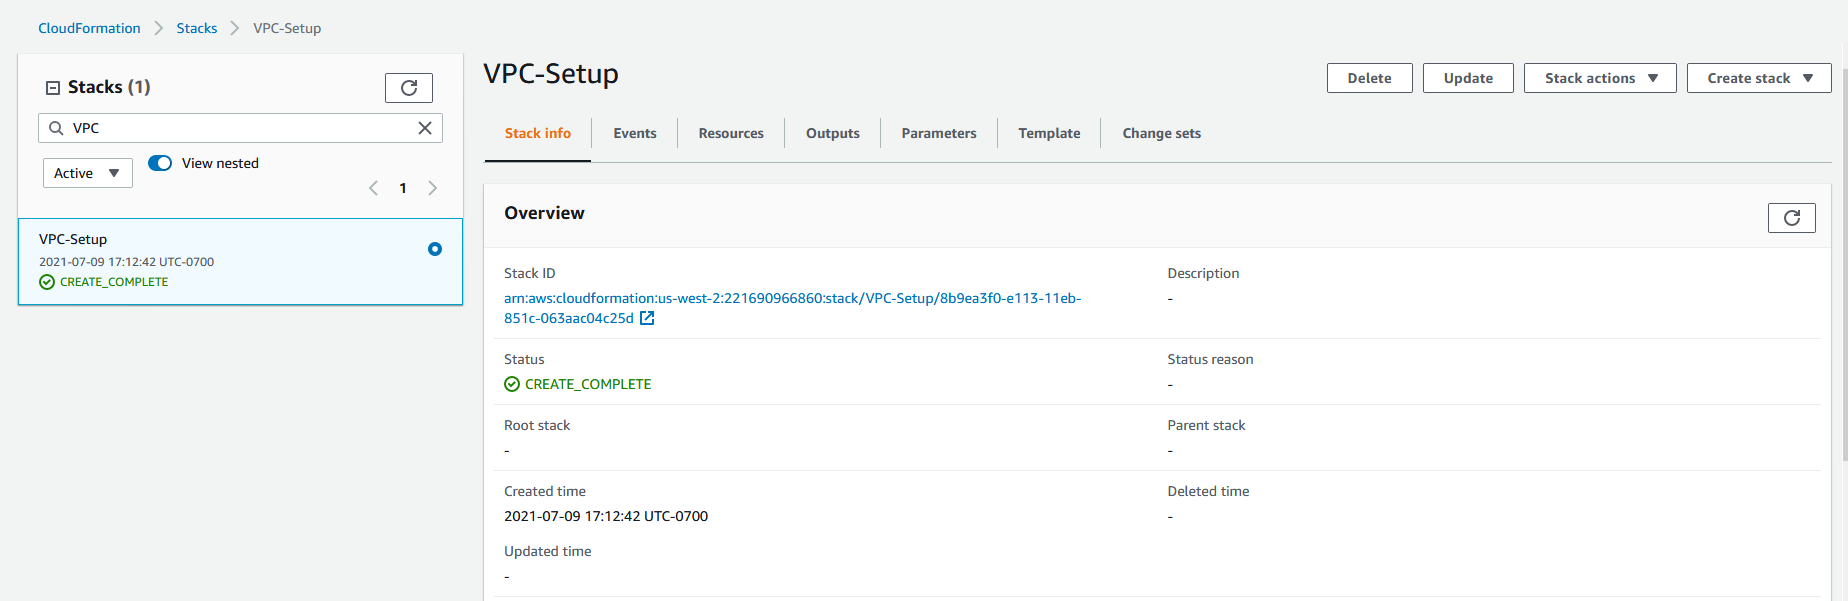 CloudFormation > Stacks > VPC-Setup
Stacks (1)
VPC
Active
View nested
1
VPC-Setup
2021-07-09 17:12:42 UTC-0700
CREATE_COMPLETE
VPC-Setup
Delete
Update
Stack actions
Create stack
Stack info
Events
Resources
Outputs
Parameters
Template
Change sets
Overview
Stack ID
arn:aws:cloudformation:us-west-2:221690966860:stack/VPC-Setup/8b9ea3f0-e113-11eb-
851c-063aac04c25d
Description
-
Status
CREATE_COMPLETE
Status reason
-
Root stack
-
Parent stack
-
Created time
2021-07-09 17:12:42 UTC-0700
Deleted time
-
Updated time
-